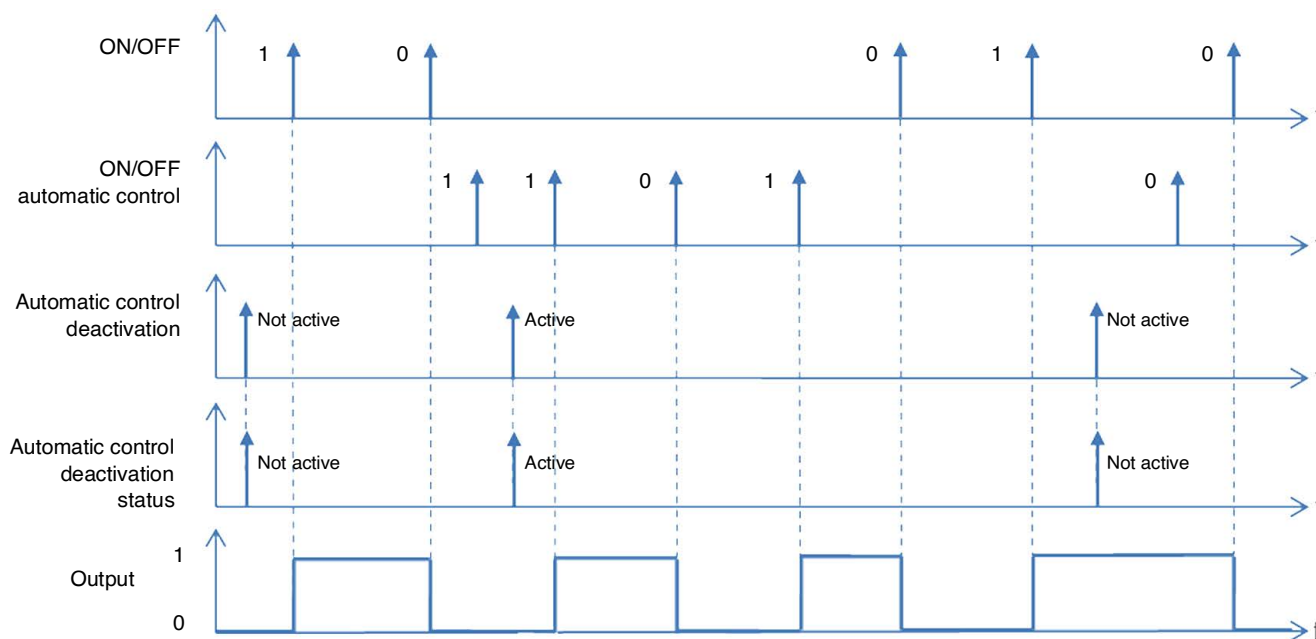 ON/OFF
1
0
0
1
0
ON/OFF
automatic control
1
1
0
1
0
Automatic control
deactivation
Not active
Active
Not active
Automatic control
deactivation
status
Not active
Active
Not active
1
Output
0